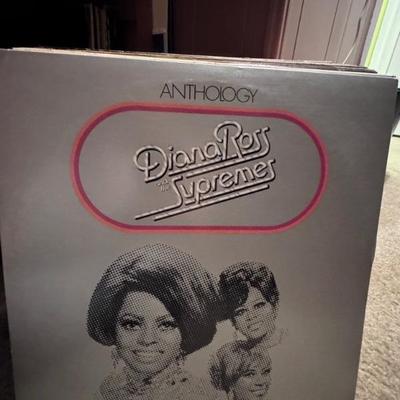 ANTHOLOGY
Diana Ross
and the
Supremes